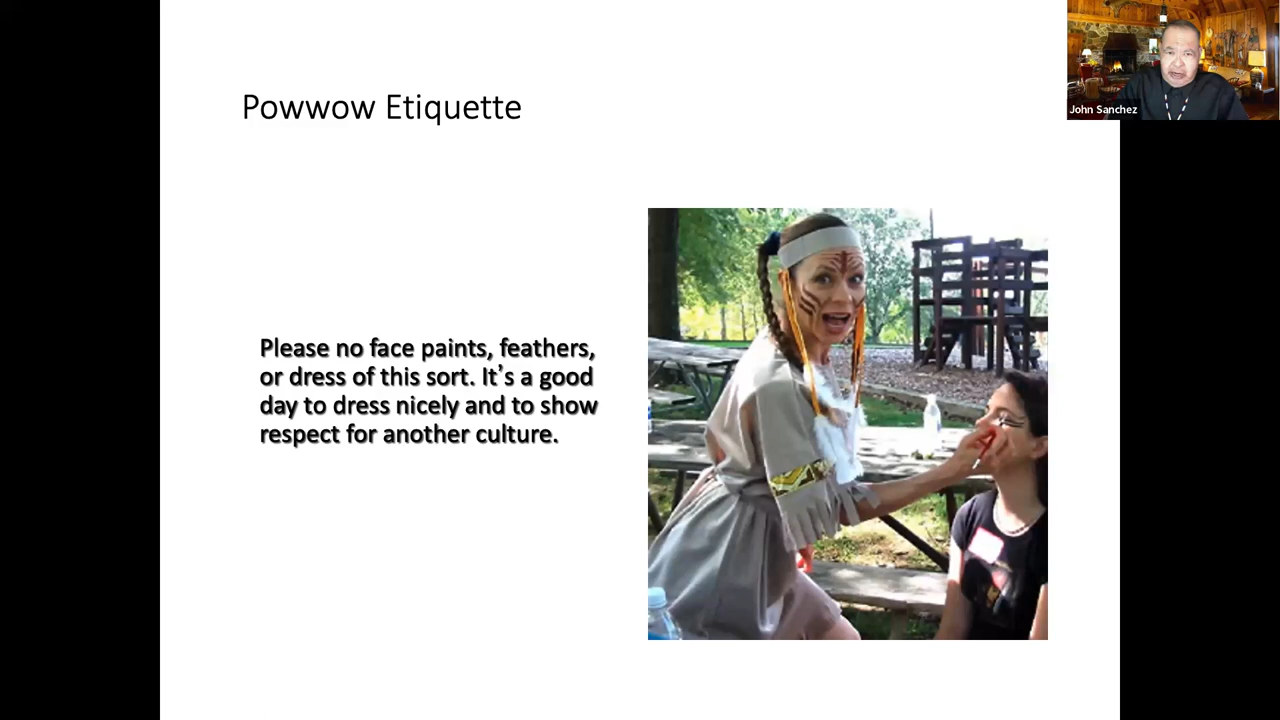 Powwow Etiquette
John Sanchez
Please no face paints, feathers,
or dress of this sort. It’s a good
day to dress nicely and to show
respect for another culture.